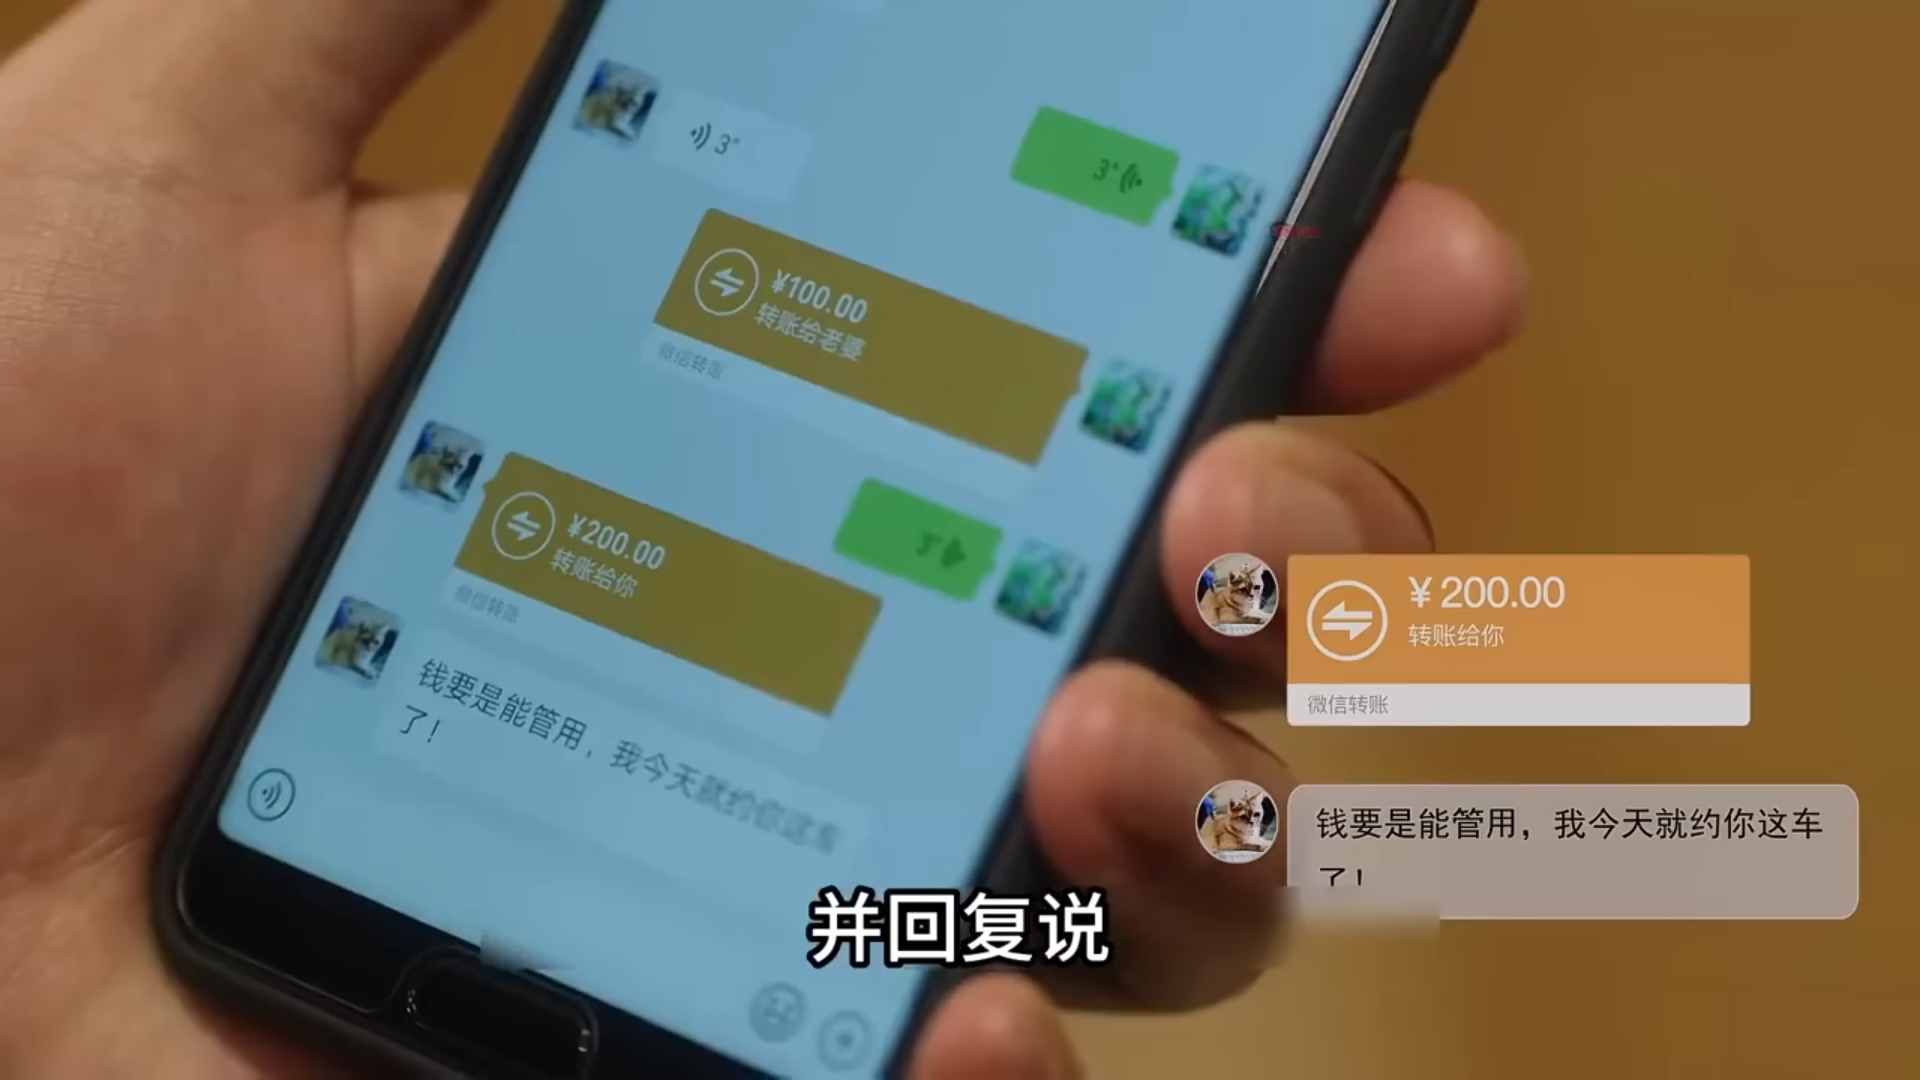 3"
3"
¥100.00
转账给老婆
微信转账
¥200.00
转账给你
微信转账
3"
钱要是能管用，我今天就约你这车
了！
¥200.00
转账给你
微信转账
钱要是能管用，我今天就约你这车
了！
并回复说